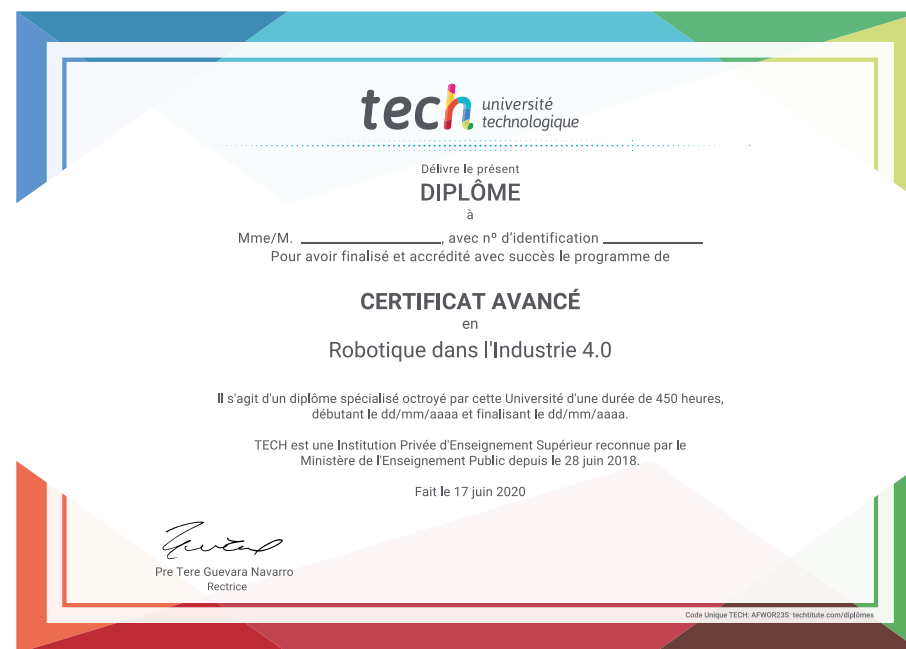 tech université
technologique
Délivre le présent
DIPLÔME
à
Mme/M. ____________________, avec nº d'identification ______________
Pour avoir finalisé et accrédité avec succès le programme de
CERTIFICAT AVANCÉ
en
Robotique dans l'Industrie 4.0
Il s'agit d'un diplôme spécialisé octroyé par cette Université d'une durée de 450 heures,
débutant le dd/mm/aaaa et finalisant le dd/mm/aaaa.
TECH est une Institution Privée d'Enseignement Supérieur reconnue par le
Ministère de l'Enseignement Public depuis le 28 juin 2018.
Fait le 17 juin 2020
Pre Tere Guevara Navarro
Rectrice
Code Unique TECH: AFWOR23S techtitute.com/diplômes